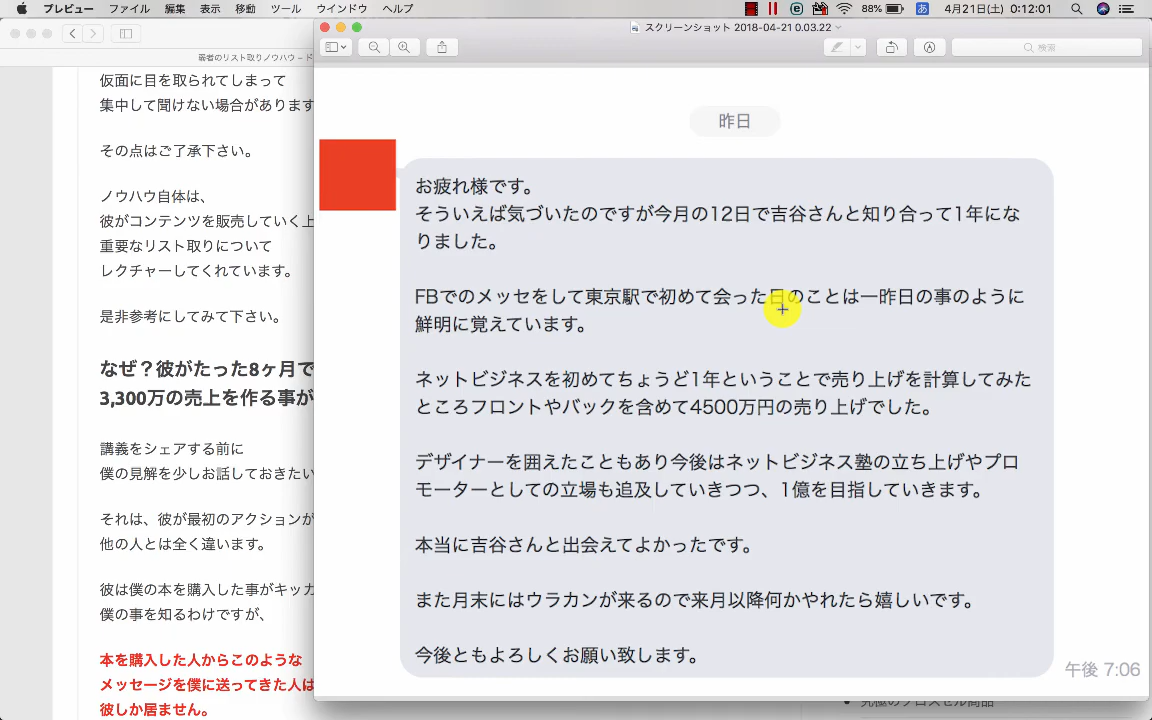 プレビュー ファイル 編集 表示 移動 ツール ウインドウ ヘルプ
88% あ 4月21日(土) 0:12:01
スクリーンショット 2018-04-21 0.03.22
検索
弱者のリスト取りノウハウ – ド
仮面に目を取られてしまって
集中して聞けない場合があります
その点はご了承下さい。
ノウハウ自体は、
彼がコンテンツを販売していく上
重要なリスト取りについて
レクチャーしてくれています。
是非参考にしてみて下さい。
なぜ？彼がたった8ヶ月で
3,300万の売上を作る事が
講義をシェアする前に
僕の見解を少しお話しておきたい
それは、彼が最初のアクションが
他の人とは全く違います。
彼は僕の本を購入した事がキッカ
僕の事を知るわけですが、
本を購入した人からこのような
メッセージを僕に送ってきた人は
彼しか居ません。
昨日
お疲れ様です。
そういえば気づいたのですが今月の12日で吉谷さんと知り合って1年にな
りました。
FBでのメッセをして東京駅で初めて会った日のことは一昨日の事のように
鮮明に覚えています。
ネットビジネスを初めてちょうど1年ということで売り上げを計算してみた
ところフロントやバックを含めて4500万円の売り上げでした。
デザイナーを囲えたこともあり今後はネットビジネス塾の立ち上げやプロ
モーターとしての立場も追及していきつつ、1億を目指していきます。
本当に吉谷さんと出会えてよかったです。
また月末にはウラカンが来るので来月以降何かやれたら嬉しいです。
今後ともよろしくお願い致します。
午後 7:06
究極のクロスセル商品